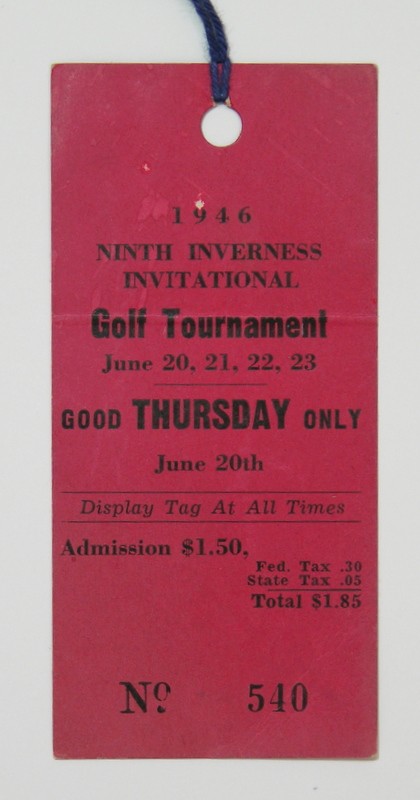 1946
NINTH INVERNESS
INVITATIONAL
Golf Tournament
June 20, 21, 22, 23
GOOD THURSDAY ONLY
June 20th
Display Tag At All Times
Admission $1.50,
Fed. Tax .30
State Tax .05
Total $1.85
Nº 540